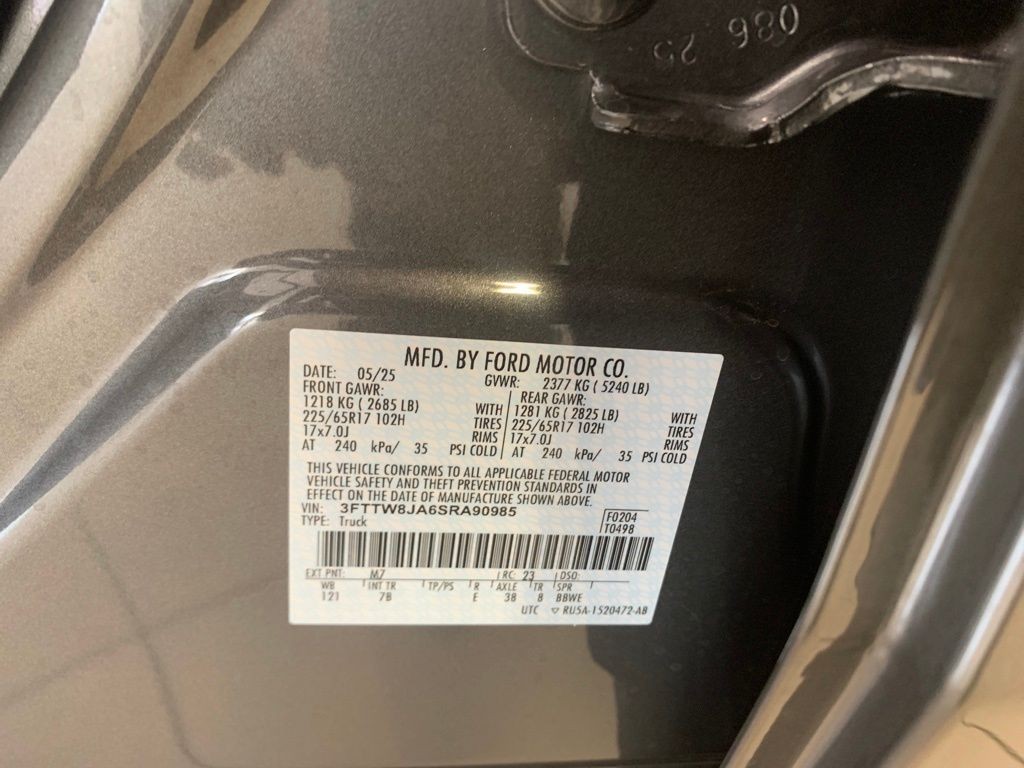 980
25
MFD. BY FORD MOTOR CO.
DATE: 05/25 GVWR: 2377 KG ( 5240 LB)
FRONT GAWR: REAR GAWR:
1218 KG ( 2685 LB) WITH 1281 KG ( 2825 LB) WITH
225/65R17 102H TIRES 225/65R17 102H TIRES
17x7.0J RIMS 17x7.0J RIMS
AT 240 kPa/ 35 PSI COLD AT 240 kPa/ 35 PSI COLD
THIS VEHICLE CONFORMS TO ALL APPLICABLE FEDERAL MOTOR
VEHICLE SAFETY AND THEFT PREVENTION STANDARDS IN
EFFECT ON THE DATE OF MANUFACTURE SHOWN ABOVE.
VIN: 3FTTW8JA6SRA90985
TYPE: Truck
F0204
T0498
EXT PNT: M7 RC: 23 DSO:
WB INT TR TP/PS R AXLE TR SPR
121 7B E 38 8 BBWE
UTC ▽ RU5A-1520472-AB